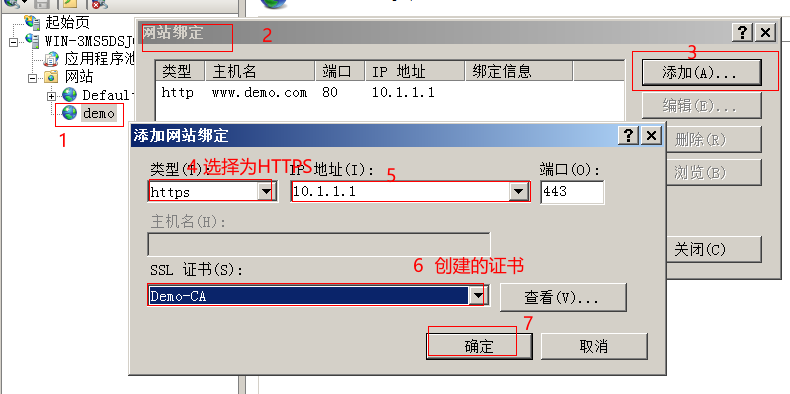 起始页
WIN-3MS5DSJ
应用程序池
网站
Default
demo
1
网站绑定
2
类型 主机名 端口 IP 地址 绑定信息
http www.demo.com 80 10.1.1.1
3
添加(A)...
编辑(E)...
删除(R)
浏览(B)
关闭(C)
添加网站绑定
类型(T):
4 选择为HTTPS
IP 地址(I):
5
端口(O):
https
10.1.1.1
443
主机名(H):
6 创建的证书
SSL 证书(S):
Demo-CA
查看(V)...
7
确定
取消